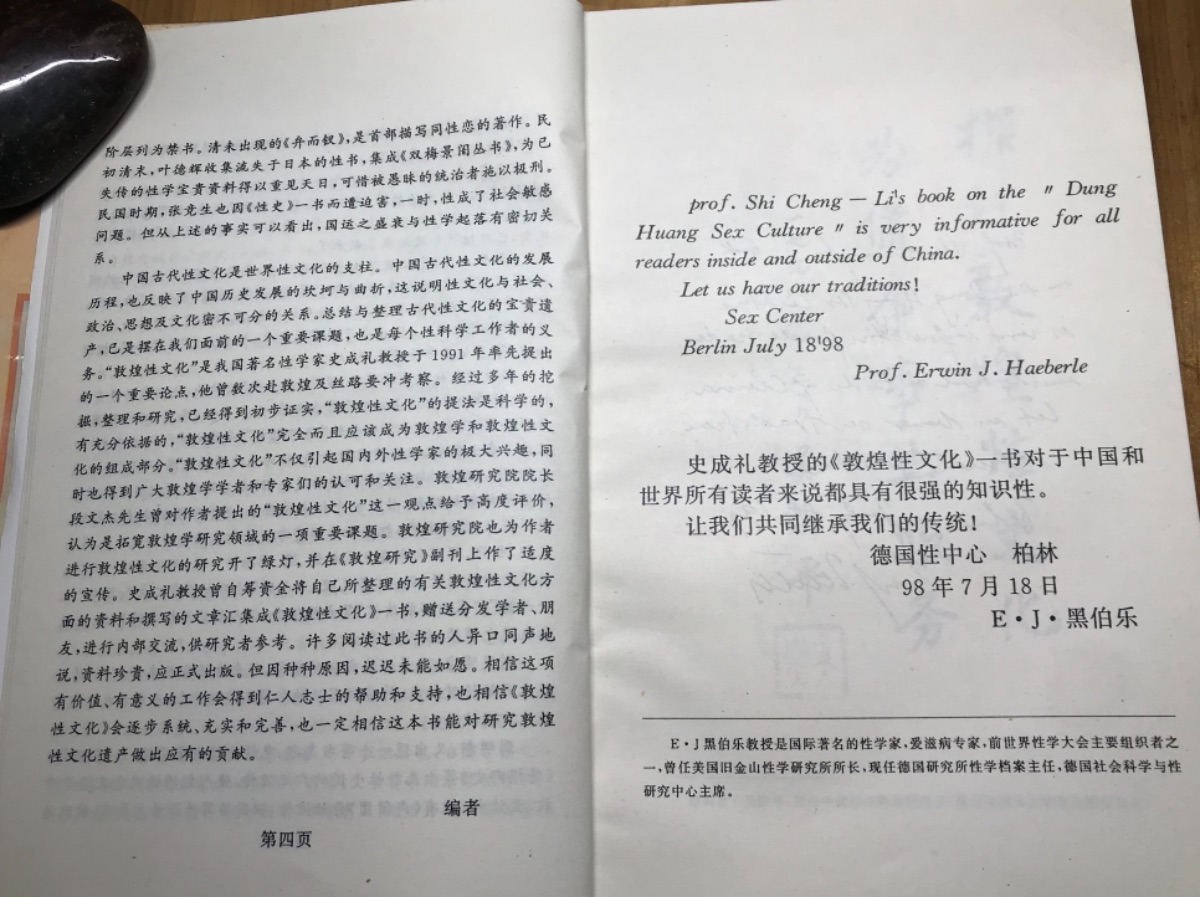 阶层列为禁书。清末出现的《弁而钗》，是首部描写同性恋的著作。民
初清末，叶德辉收集流失于日本的性书，集成《双梅景闇丛书》，为已
失传的性学宝贵资料得以重见天日，可惜被愚昧的统治者施以极刑。
民国时期，张竞生也因《性史》一书而遭迫害，一时，性成了社会敏感
问题。但从上述的事实可以看出，国运之盛衰与性学起落有密切关
系。
中国古代性文化是世界性文化的支柱。中国古代性文化的发展
历程，也反映了中国历史发展的坎坷与曲折，这说明性文化与社会、
政治、思想及文化密不可分的关系。总结与整理古代性文化的宝贵遗
产，已是摆在我们面前的一个重要课题，也是每个性科学工作者的义
务。“敦煌性文化”是我国著名性学家史成礼教授于1991年率先提出
的一个重要论点，他曾数次赴敦煌及丝路要冲考察。经过多年的挖
掘，整理和研究，已经得到初步证实，“敦煌性文化”的提法是科学的，
有充分依据的，“敦煌性文化”完全而且应该成为敦煌学和敦煌性文
化的组成部分。“敦煌性文化”不仅引起国内外性学家的极大兴趣，同
时也得到广大敦煌学学者和专家们的认可和关注。敦煌研究院院长
段文杰先生曾对作者提出的“敦煌性文化”这一观点给予高度评价，
认为是拓宽敦煌学研究领域的一项重要课题。敦煌研究院也为作者
进行敦煌性文化的研究开了绿灯，并在《敦煌研究》副刊上作了适度
的宣传。史成礼教授曾自筹资金将自己所整理的有关敦煌性文化方
面的资料和撰写的文章汇集成《敦煌性文化》一书，赠送分发学者、朋
友，进行内部交流，供研究者参考。许多阅读过此书的人异口同声地
说，资料珍贵，应正式出版。但因种种原因，迟迟未能如愿。相信这项
有价值、有意义的工作会得到仁人志士的帮助和支持，也相信《敦煌
性文化》会逐步系统、充实和完善，也一定相信这本书能对研究敦煌
性文化遗产做出应有的贡献。
编者
第四页
prof. Shi Cheng — Li's book on the " Dung
Huang Sex Culture " is very informative for all
readers inside and outside of China.
Let us have our traditions!
Sex Center
Berlin July 18'98
Prof. Erwin J. Haeberle
史成礼教授的《敦煌性文化》一书对于中国和
世界所有读者来说都具有很强的知识性。
让我们共同继承我们的传统！
德国性中心 柏林
98年7月18日
E·J·黑伯乐
E·J黑伯乐教授是国际著名的性学家，爱滋病专家，前世界性学大会主要组织者之
一，曾任美国旧金山性学研究所所长，现任德国研究所性学档案主任，德国社会科学与性
研究中心主席。